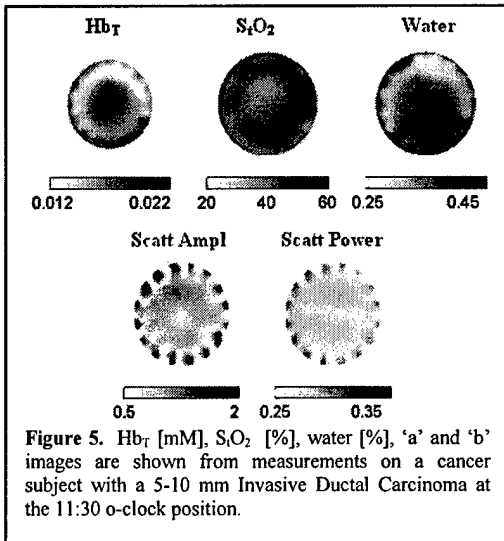 Hb_T S_tO_2 Water
0.012 0.022 20 40 60 0.25 0.45
Scatt Ampl Scatt Power
0.5 2 0.25 0.35
Figure 5. Hb_T [mM], S_tO_2 [%], water [%], 'a' and 'b'
images are shown from measurements on a cancer
subject with a 5-10 mm Invasive Ductal Carcinoma at
the 11:30 o-clock position.